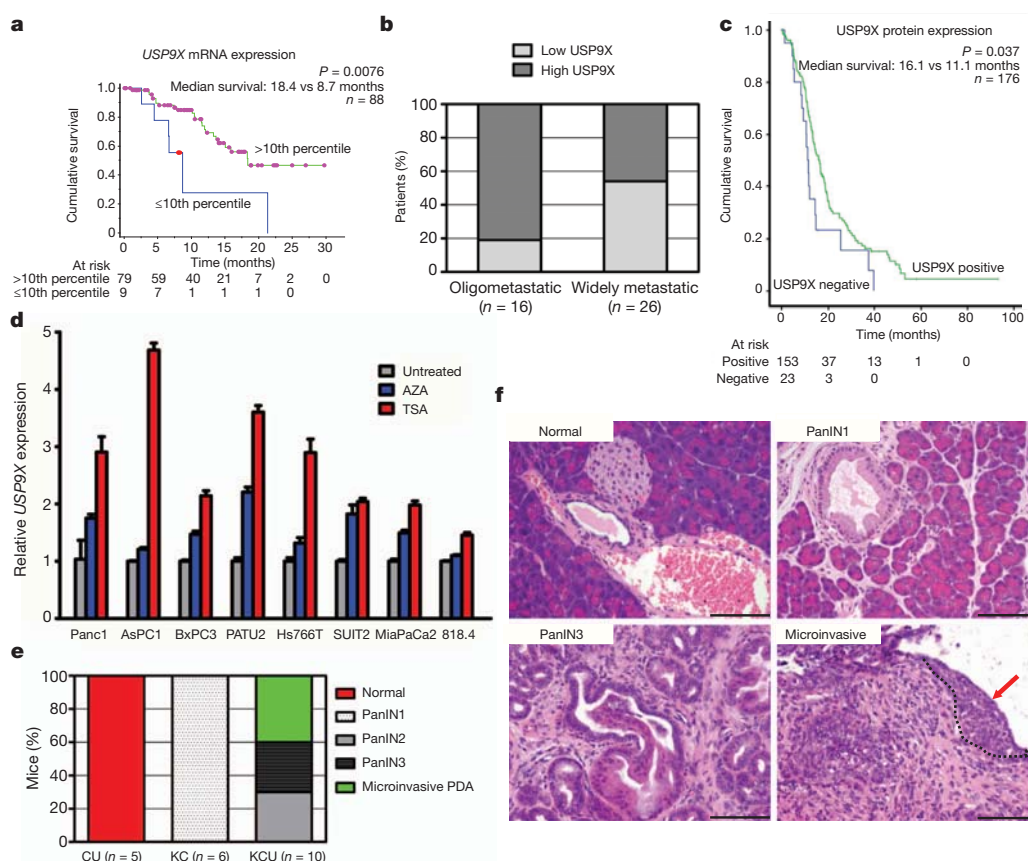 a
USP9X mRNA expression
P = 0.0076
Median survival: 18.4 vs 8.7 months
n = 88
Cumulative survival
1.0
0.8
0.6
0.4
0.2
0
>10th percentile
≤10th percentile
0 5 10 15 20 25 30
Time (months)
At risk
>10th percentile 79 59 40 21 7 2 0
≤10th percentile 9 7 1 1 1 0
b
Low USP9X
High USP9X
Patients (%)
100
80
60
40
20
0
Oligometastatic Widely metastatic
(n = 16) (n = 26)
c
USP9X protein expression
P = 0.037
Median survival: 16.1 vs 11.1 months
n = 176
Cumulative survival
1.0
0.8
0.6
0.4
0.2
0.0
USP9X positive
USP9X negative
0 20 40 60 80 100
Time (months)
At risk
Positive 153 37 13 1 0
Negative 23 3 0
d
Relative USP9X expression
5
4
3
2
1
0
Untreated
AZA
TSA
Panc1 AsPC1 BxPC3 PATU2 Hs766T SUIT2 MiaPaCa2 818.4
e
Mice (%)
100
80
60
40
20
0
Normal
PanIN1
PanIN2
PanIN3
Microinvasive PDA
CU (n = 5) KC (n = 6) KCU (n = 10)
f
Normal
PanIN1
PanIN3
Microinvasive